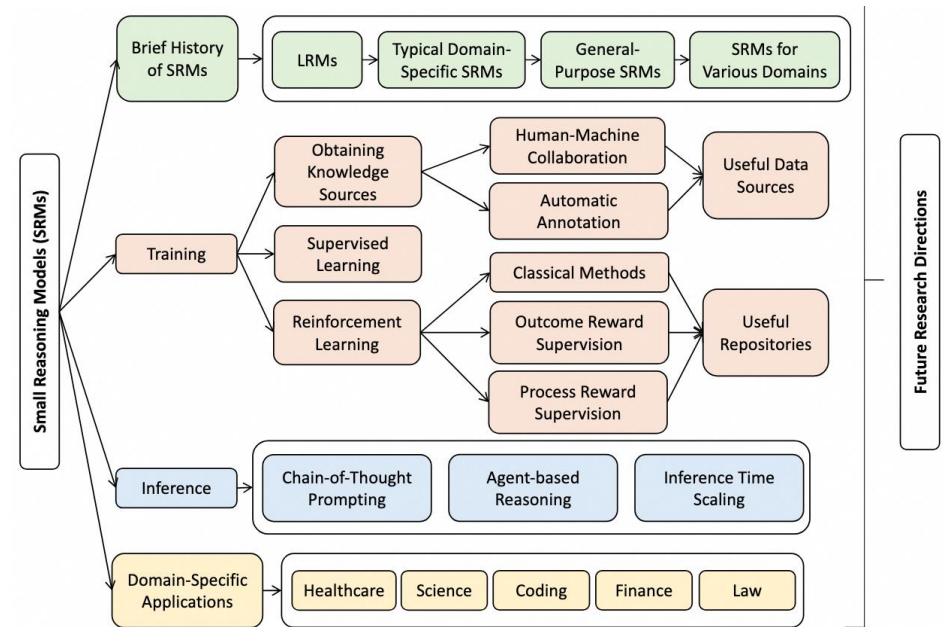 Small Reasoning Models (SRMs)
Brief History
of SRMs
LRMs
Typical Domain-
Specific SRMs
General-
Purpose SRMs
SRMs for
Various Domains
Training
Obtaining
Knowledge
Sources
Human-Machine
Collaboration
Automatic
Annotation
Useful Data
Sources
Supervised
Learning
Reinforcement
Learning
Classical Methods
Outcome Reward
Supervision
Process Reward
Supervision
Useful
Repositories
Inference
Chain-of-Thought
Prompting
Agent-based
Reasoning
Inference Time
Scaling
Domain-Specific
Applications
Healthcare
Science
Coding
Finance
Law
Future Research Directions